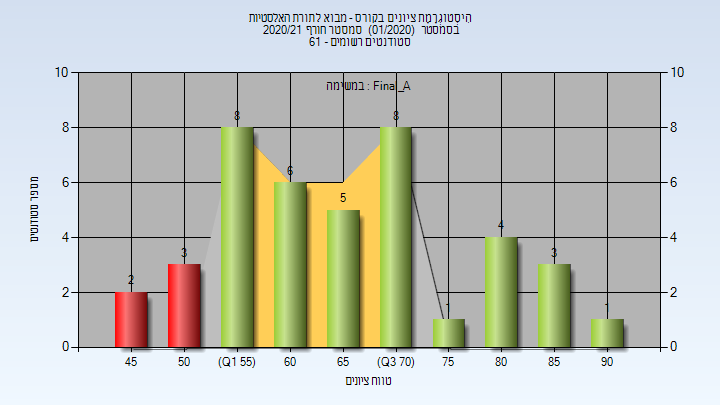 היסטוגרמת ציונים בקורס - מבוא לתורת האלסטיות
בסמסטר (01/2020) סמסטר חורף 2020/21
סטודנטים רשומים - 61
במשימה : Final_A
מספר סטודנטים
10 10
8 8
6 6
4 4
2 2
0 0
2 3 8 6 5 8 1 4 3 1
45 50 (Q1 55) 60 65 (Q3 70) 75 80 85 90
טווח ציונים